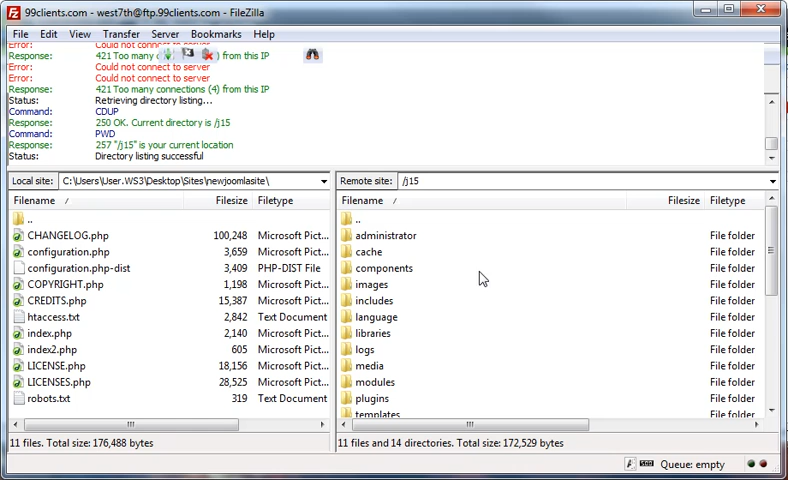 99clients.com - west7th@ftp.99clients.com - FileZilla
File Edit View Transfer Server Bookmarks Help
Error: Could not connect to server
Response: 421 Too many c ) from this IP
Error: Could not connect to server
Error: Could not connect to server
Response: 421 Too many connections (4) from this IP
Status: Retrieving directory listing...
Command: CDUP
Response: 250 OK. Current directory is /j15
Command: PWD
Response: 257 "/j15" is your current location
Status: Directory listing successful
Local site: C:\Users\User.WS3\Desktop\Sites\newjoomlasite\ Remote site: /j15
Filename / Filesize Filetype Filename / Filesize Filetype
.. ..
CHANGELOG.php 100,248 Microsoft Pict... administrator File folder
configuration.php 3,659 Microsoft Pict... cache File folder
configuration.php-dist 3,409 PHP-DIST File components File folder
COPYRIGHT.php 1,198 Microsoft Pict... images File folder
CREDITS.php 15,387 Microsoft Pict... includes File folder
htaccess.txt 2,842 Text Document language File folder
index.php 2,140 Microsoft Pict... libraries File folder
index2.php 605 Microsoft Pict... logs File folder
LICENSE.php 18,156 Microsoft Pict... media File folder
LICENSES.php 28,525 Microsoft Pict... modules File folder
robots.txt 319 Text Document plugins File folder
templates File folder
11 files. Total size: 176,488 bytes 11 files and 14 directories. Total size: 172,529 bytes
Queue: empty